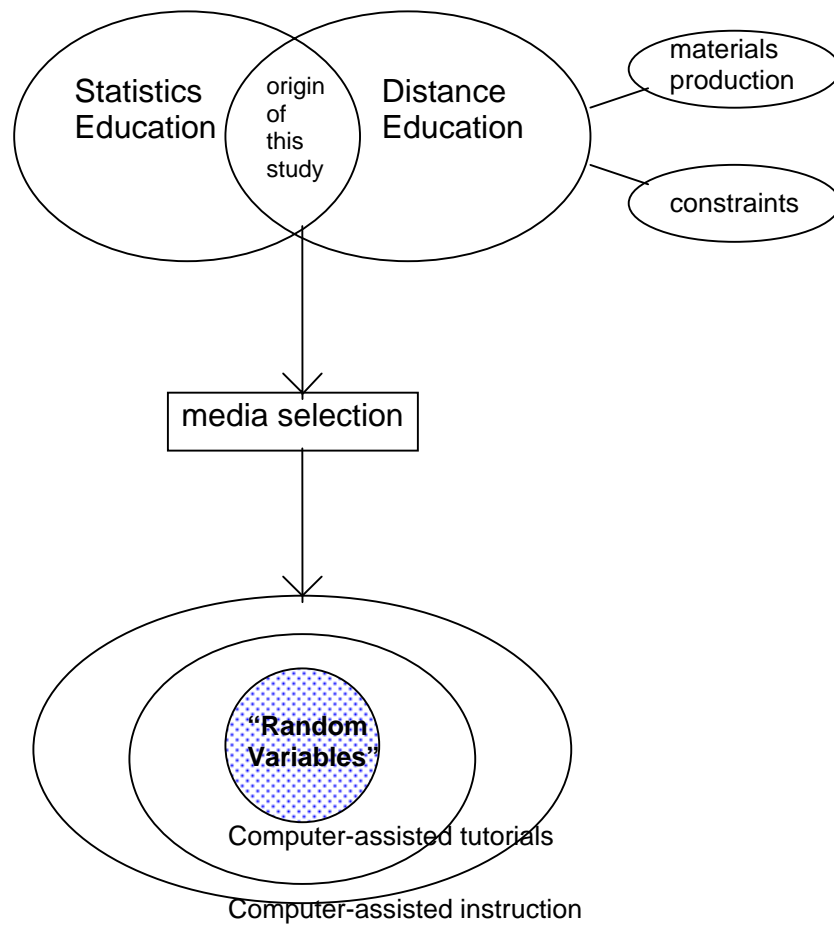 Statistics
Education
origin
of
this
study
Distance
Education
materials
production
constraints
media selection
“Random
Variables”
Computer-assisted tutorials
Computer-assisted instruction